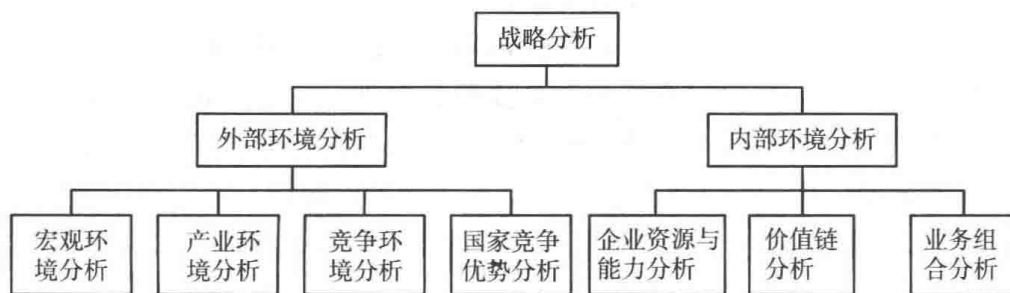 战略分析
外部环境分析
内部环境分析
宏观环
境分析
产业环
境分析
竞争环
境分析
国家竞争
优势分析
企业资源与
能力分析
价值链
分析
业务组
合分析